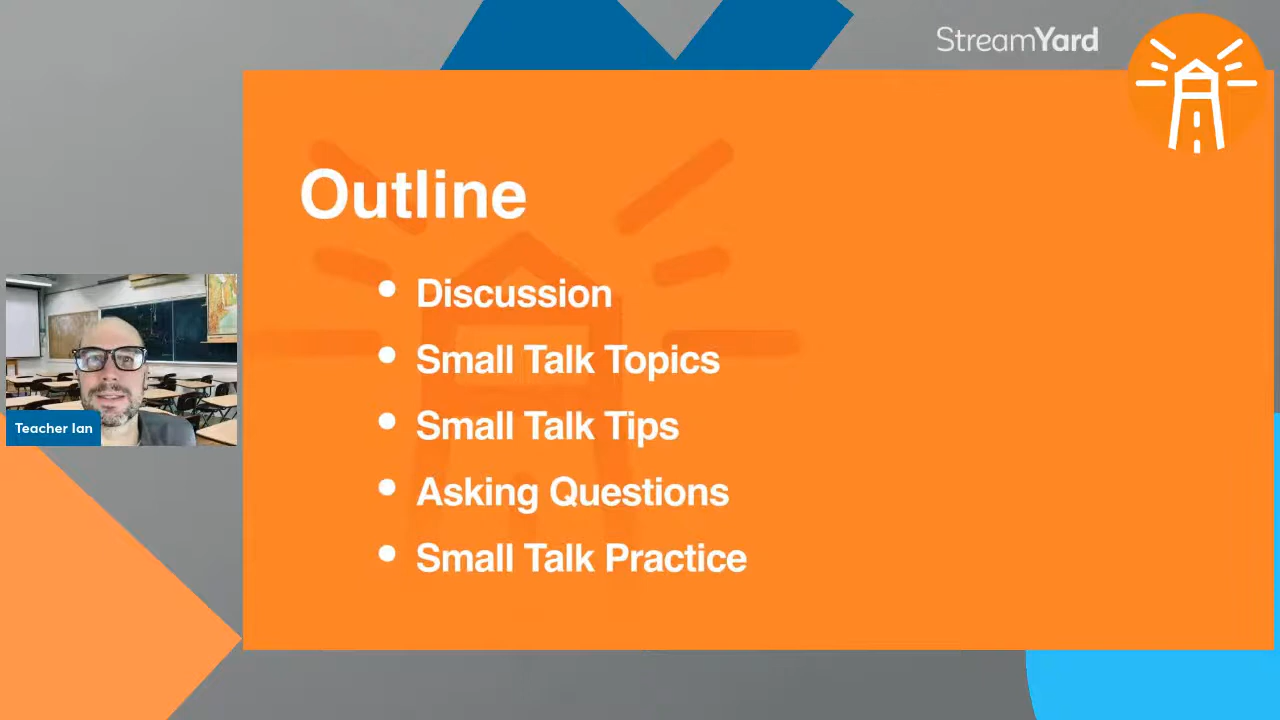 StreamYard
Outline
Discussion
Small Talk Topics
Small Talk Tips
Asking Questions
Small Talk Practice
Teacher Ian